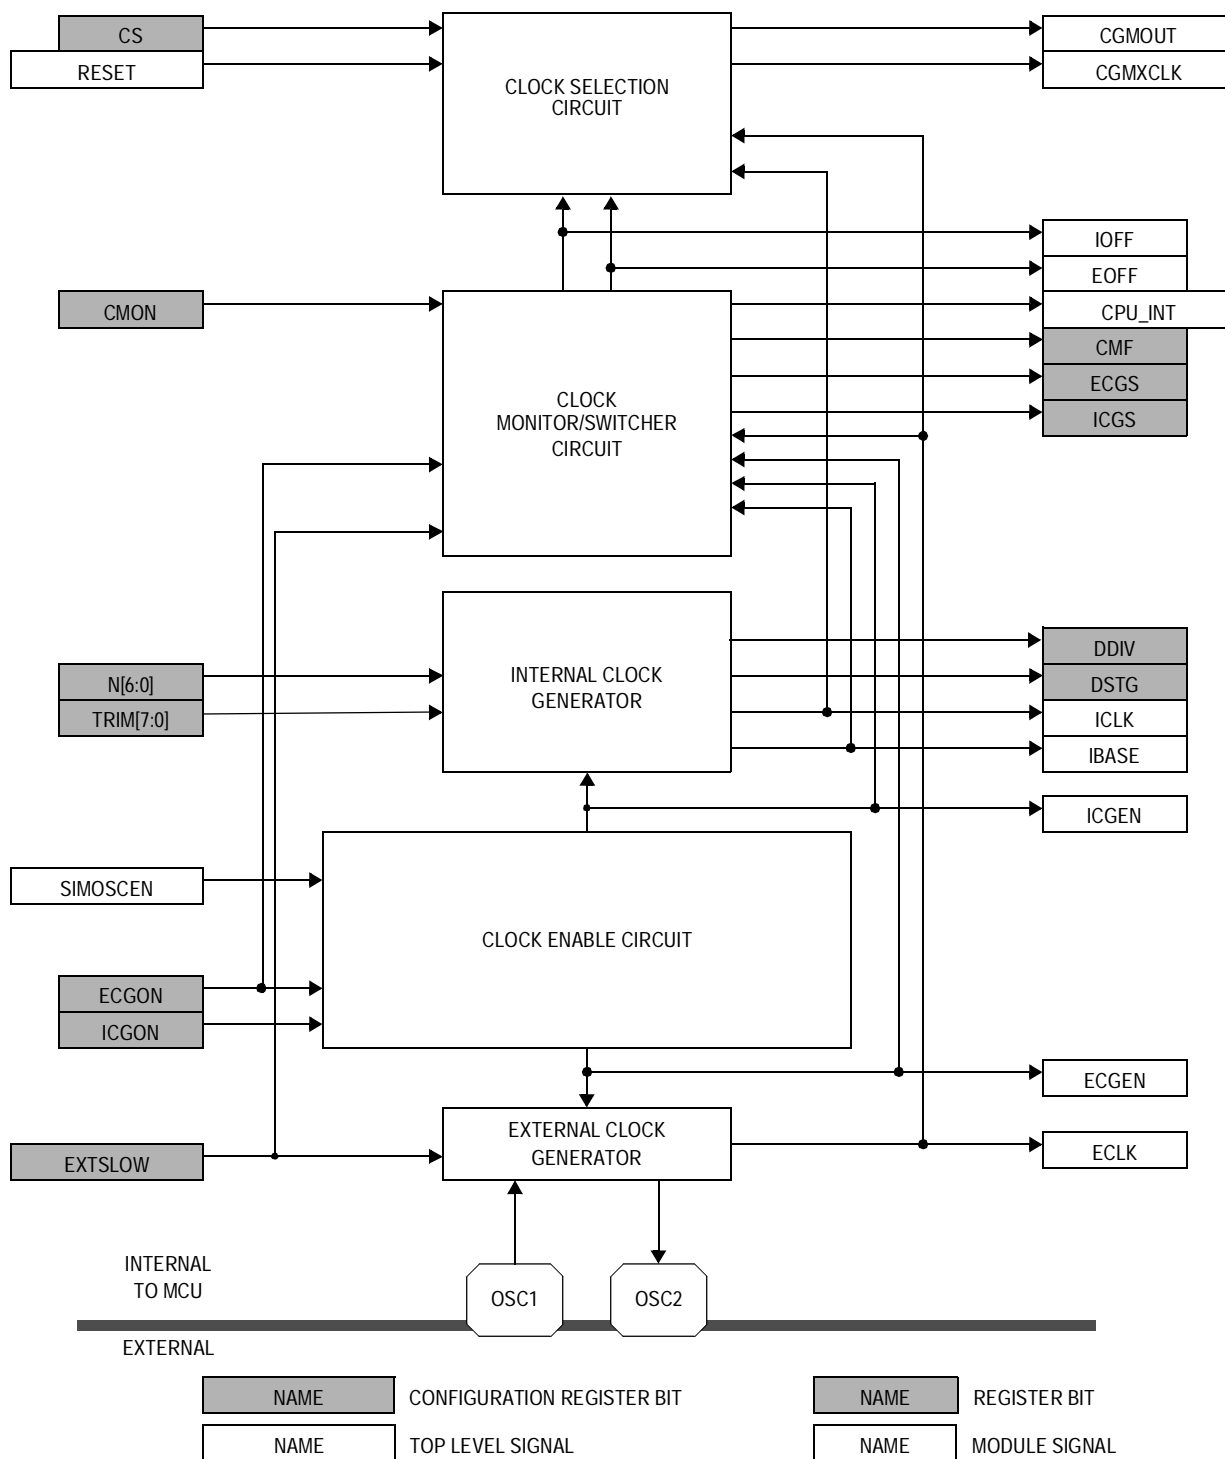 CS
RESET
CLOCK SELECTION
CIRCUIT
CGMOUT
CGMXCLK
IOFF
EOFF
CPU_INT
CMF
ECGS
ICGS
CMON
CLOCK
MONITOR/SWITCHER
CIRCUIT
N[6:0]
TRIM[7:0]
INTERNAL CLOCK
GENERATOR
DDIV
DSTG
ICLK
IBASE
ICGEN
SIMOSCEN
CLOCK ENABLE CIRCUIT
ECGON
ICGON
ECGEN
EXTSLOW
EXTERNAL CLOCK
GENERATOR
ECLK
INTERNAL
TO MCU
OSC1
OSC2
EXTERNAL
NAME CONFIGURATION REGISTER BIT
NAME REGISTER BIT
NAME TOP LEVEL SIGNAL
NAME MODULE SIGNAL